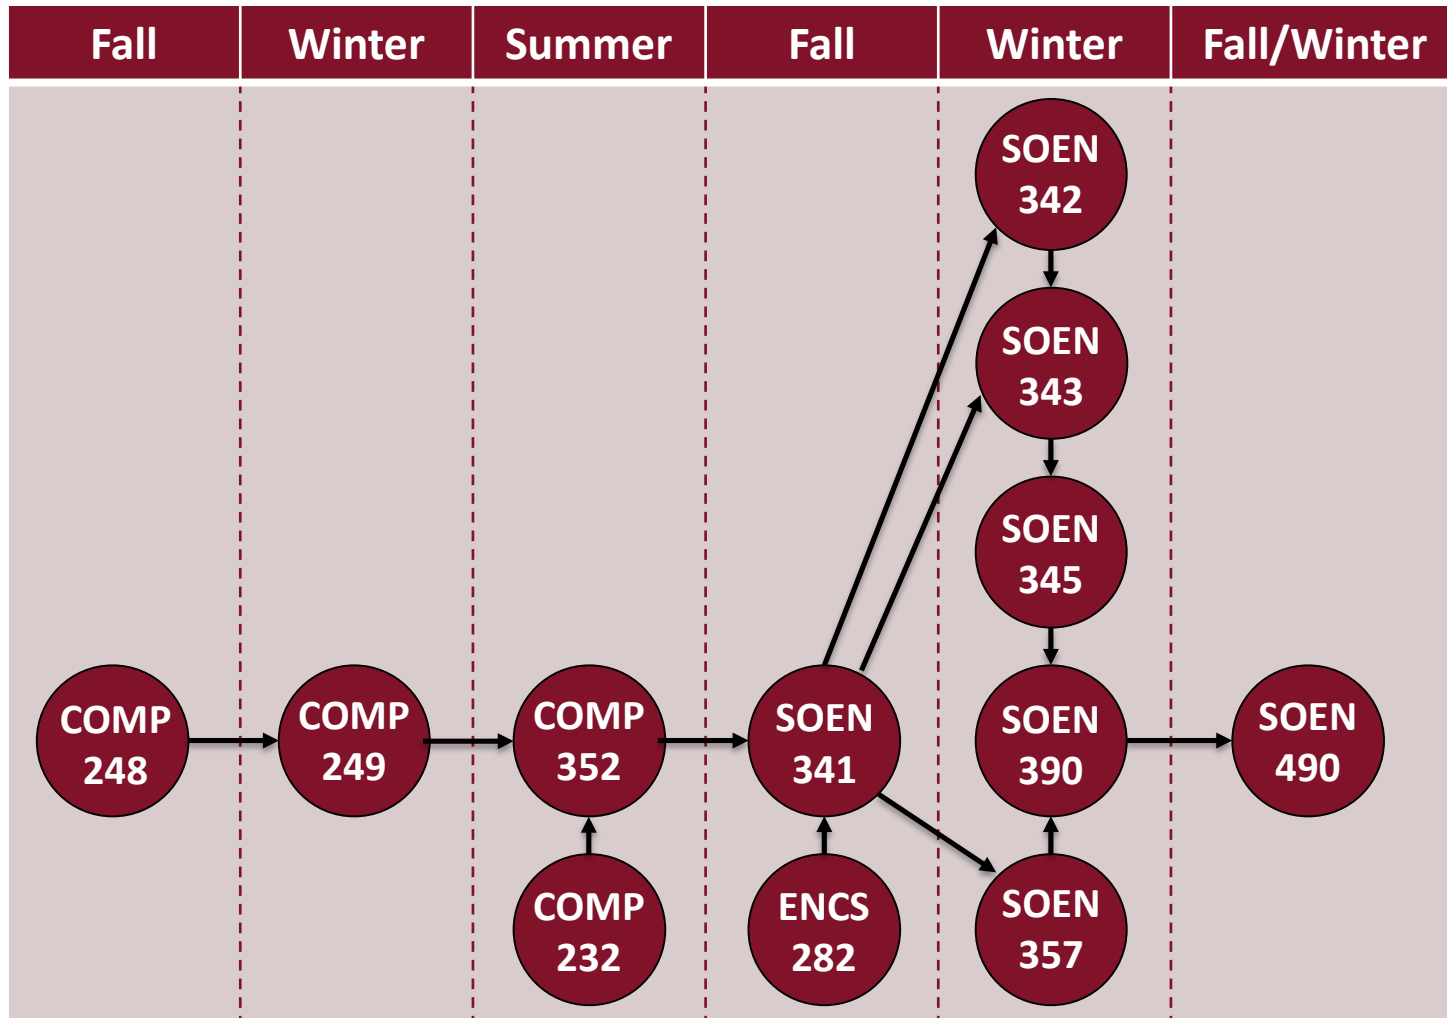 Fall
Winter
Summer
Fall
Winter
Fall/Winter
SOEN
342
SOEN
343
SOEN
345
COMP
248
COMP
249
COMP
352
SOEN
341
SOEN
390
SOEN
490
COMP
232
ENCS
282
SOEN
357